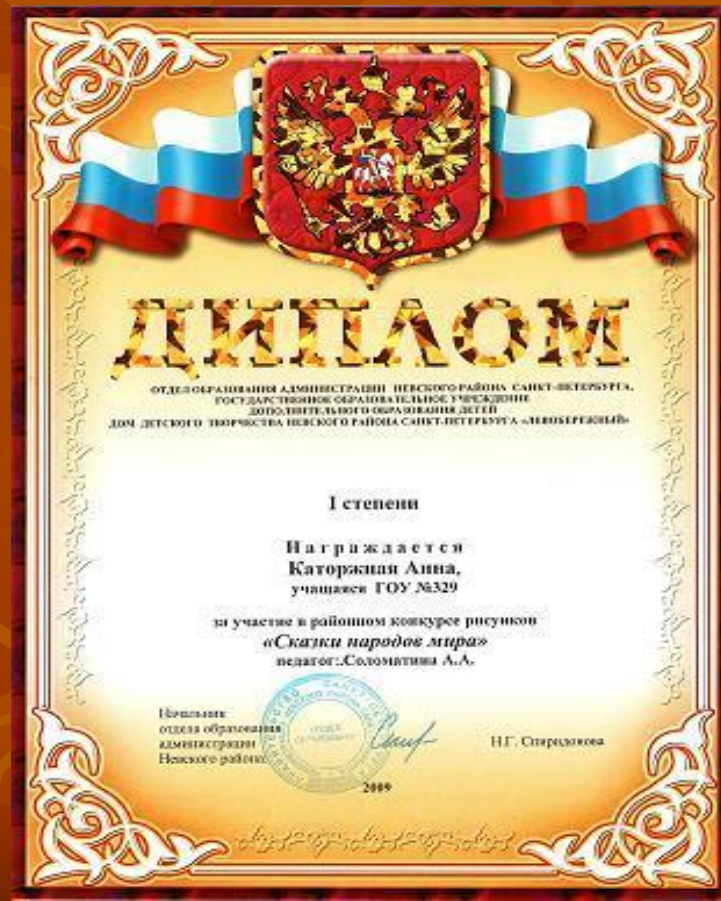 ДИПЛОМ
ОТДЕЛ ОБРАЗОВАНИЯ АДМИНИСТРАЦИИ НЕВСКОГО РАЙОНА САНКТ-ПЕТЕРБУРГА,
ГОСУДАРСТВЕННОЕ ОБРАЗОВАТЕЛЬНОЕ УЧРЕЖДЕНИЕ
ДОПОЛНИТЕЛЬНОГО ОБРАЗОВАНИЯ ДЕТЕЙ
ДОМ ДЕТСКОГО ТВОРЧЕСТВА НЕВСКОГО РАЙОНА САНКТ-ПЕТЕРБУРГА «ЛЕВОБЕРЕЖНЫЙ»
I степени
Награждается
Каторжная Анна,
учащаяся ГОУ №329
за участие в районном конкурсе рисунков
«Сказки народов мира»
педагог:.Соломатина А.А.
Начальник
отдела образования
администрации
Невского района
Н.Г. Спиридонова
2009